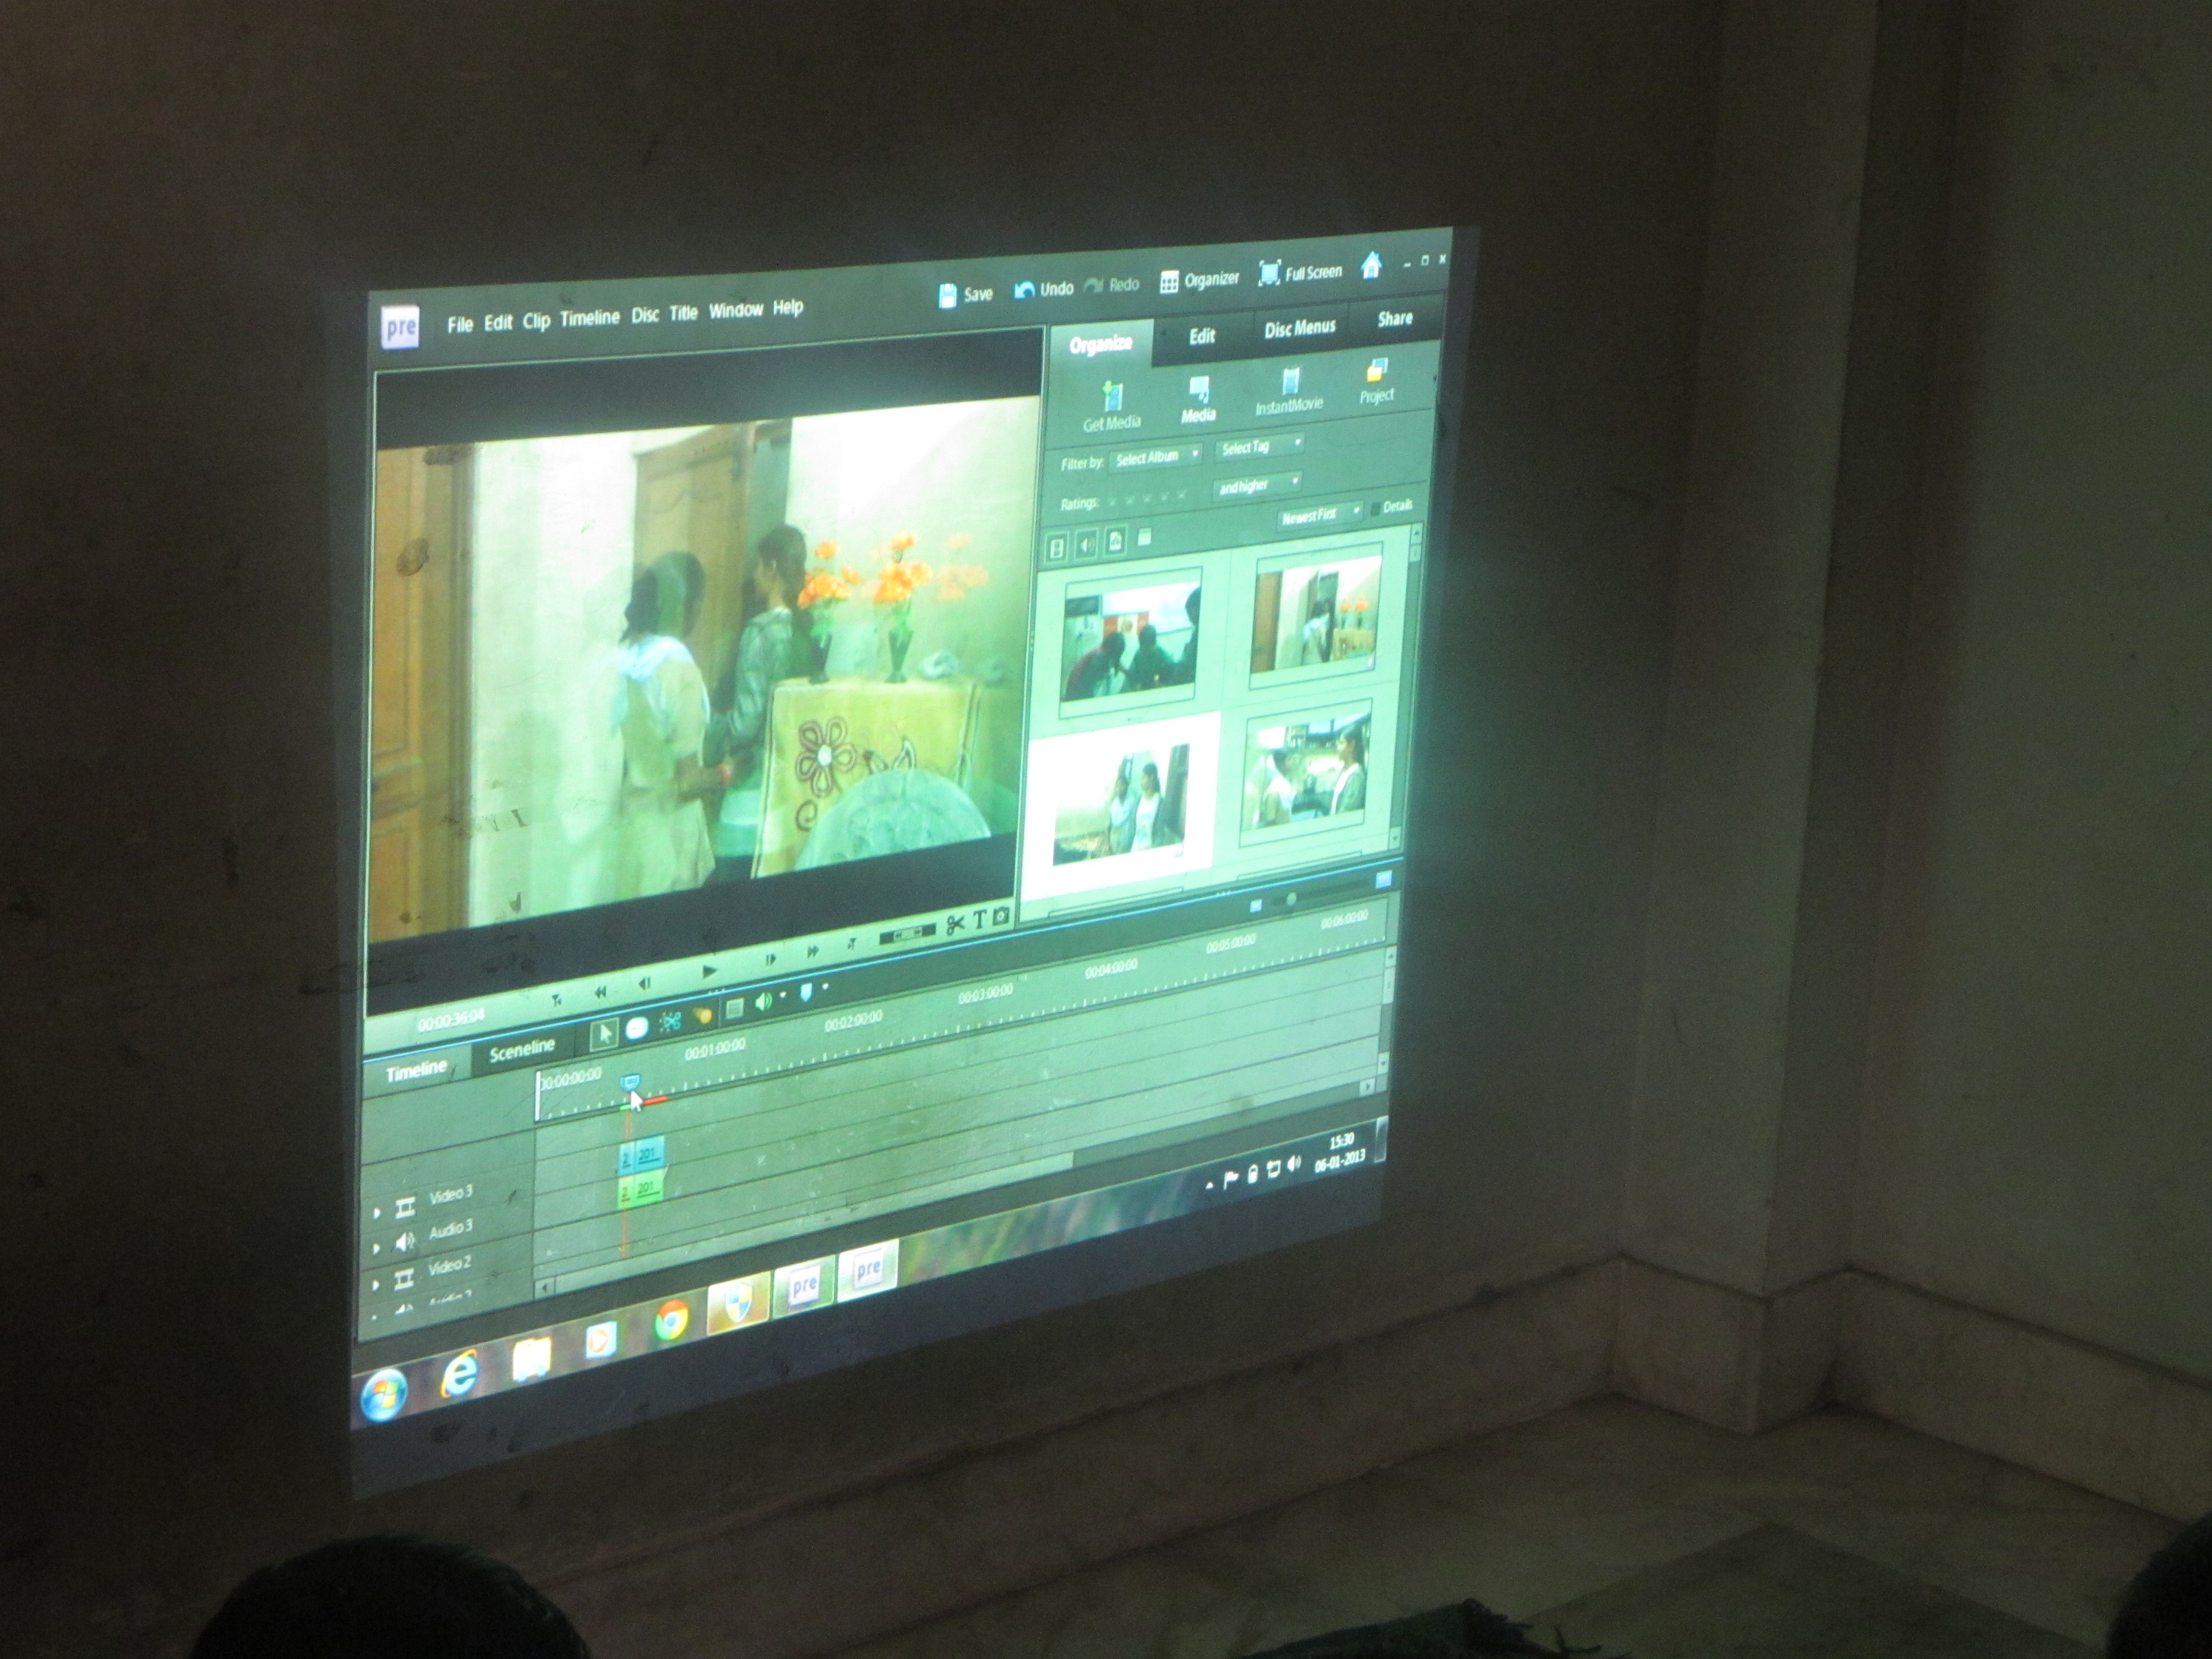 pre File Edit Clip Timeline Disc Title Window Help Save Undo Redo Organizer Full Screen
Organize Edit Disc Menus Share
Get Media Media InstantMovie Project
Filter by: Select Album Select Tag
Ratings: and higher
Newest First Details
T
00:00:36:04
Timeline Sceneline
00:00:00:00 00:01:00:00 00:02:00:00 00:03:00:00 00:04:00:00 00:05:00:00 00:06:00:00
2 201
2 201
Video 3
Audio 3
Video 2
pre pre
15:30
06-01-2013